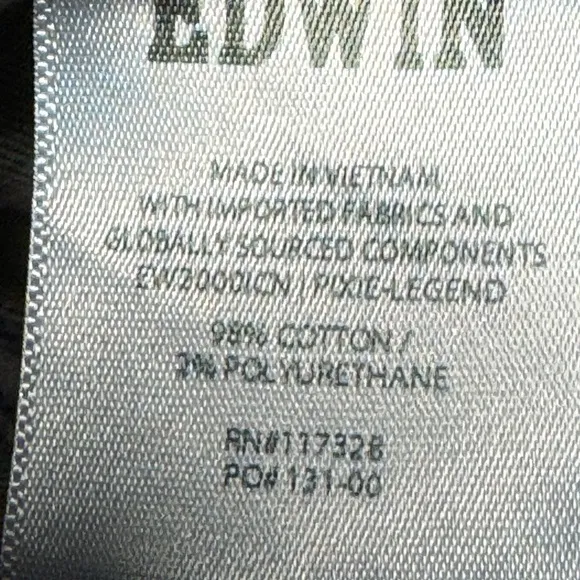 EDWIN
MADE IN VIETNAM
WITH IMPORTED FABRICS AND
GLOBALLY SOURCED COMPONENTS
EW2000ICN | PIXIE-LEGEND
98% COTTON /
2% POLYURETHANE
RN#117328
PO# 131-00